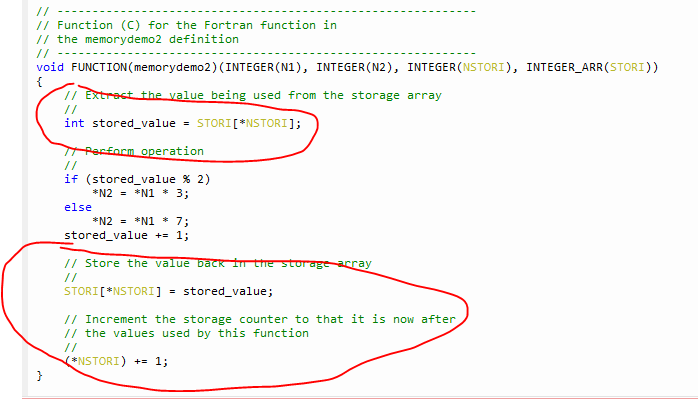 // ------------------------------------------------------------
// Function (C) for the Fortran function in
// the memorydemo2 definition
// ------------------------------------------------------------
void FUNCTION(memorydemo2)(INTEGER(N1), INTEGER(N2), INTEGER(NSTORI), INTEGER_ARR(STORI))
{
// Extract the value being used from the storage array
//
int stored_value = STORI[*NSTORI];
// Perform operation
//
if (stored_value % 2)
*N2 = *N1 * 3;
else
*N2 = *N1 * 7;
stored_value += 1;
// Store the value back in the storage array
//
STORI[*NSTORI] = stored_value;
// Increment the storage counter to that it is now after
// the values used by this function
//
(*NSTORI) += 1;
}